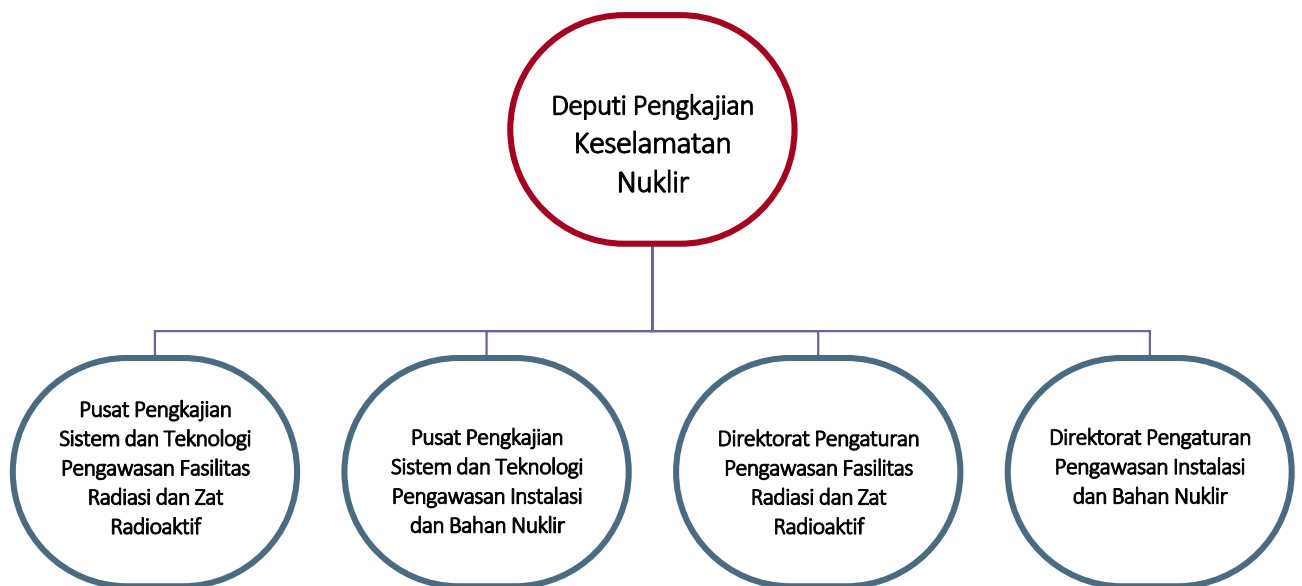 Deputi Pengkajian
Keselamatan
Nuklir
Pusat Pengkajian
Sistem dan Teknologi
Pengawasan Fasilitas
Radiasi dan Zat
Radioaktif
Pusat Pengkajian
Sistem dan Teknologi
Pengawasan Instalasi
dan Bahan Nuklir
Direktorat Pengaturan
Pengawasan Fasilitas
Radiasi dan Zat
Radioaktif
Direktorat Pengaturan
Pengawasan Instalasi
dan Bahan Nuklir